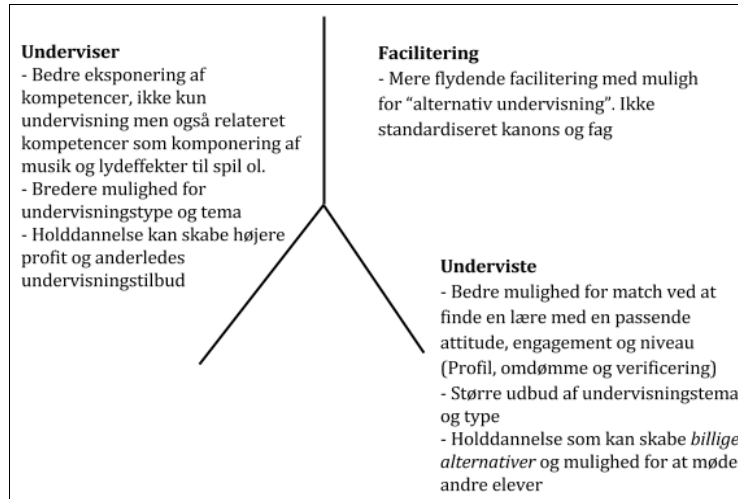 Underviser
- Bedre eksponering af
kompetencer, ikke kun
undervisning men også relateret
kompetencer som komponering af
musik og lydeffekter til spil ol.
- Bredere mulighed for
undervisningstype og tema
- Holddannelse kan skabe højere
profit og anderledes
undervisningstilbud
Facilitering
- Mere flydende facilitering med muligh
for “alternativ undervisning”. Ikke
standardiseret kanons og fag
Underviste
- Bedre mulighed for match ved at
finde en lære med en passende
attitude, engagement og niveau
(Profil, omdømme og verificering)
- Større udbud af undervisningstema
og type
- Holddannelse som kan skabe billige
alternativer og mulighed for at møde
andre elever